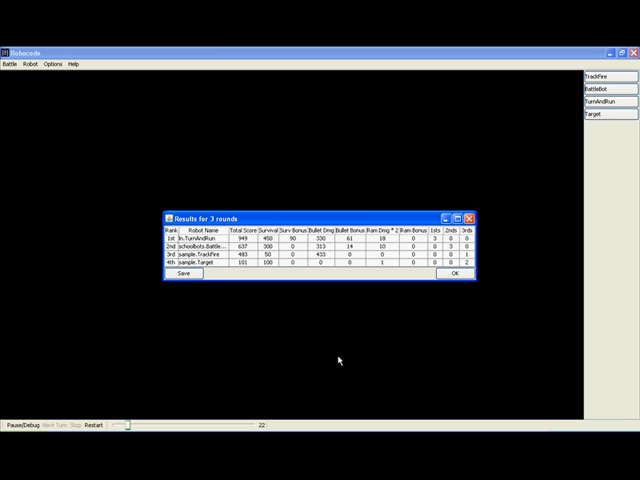 Robocode
Battle Robot Options Help
TrackFire
BattleBot
TurnAndRun
Target
Results for 3 rounds
Rank Robot Name Total Score Survival Surv Bonus Bullet Dmg Bullet Bonus Ram Dmg * 2 Ram Bonus 1sts 2nds 3rds
1st ln.TurnAndRun 949 450 90 330 61 18 0 3 0 0
2nd schoolbots.Battle... 637 300 0 313 14 10 0 0 3 0
3rd sample.TrackFire 483 50 0 433 0 0 0 0 0 1
4th sample.Target 101 100 0 0 0 1 0 0 0 2
Save OK
Pause/Debug Next Turn Stop Restart 22